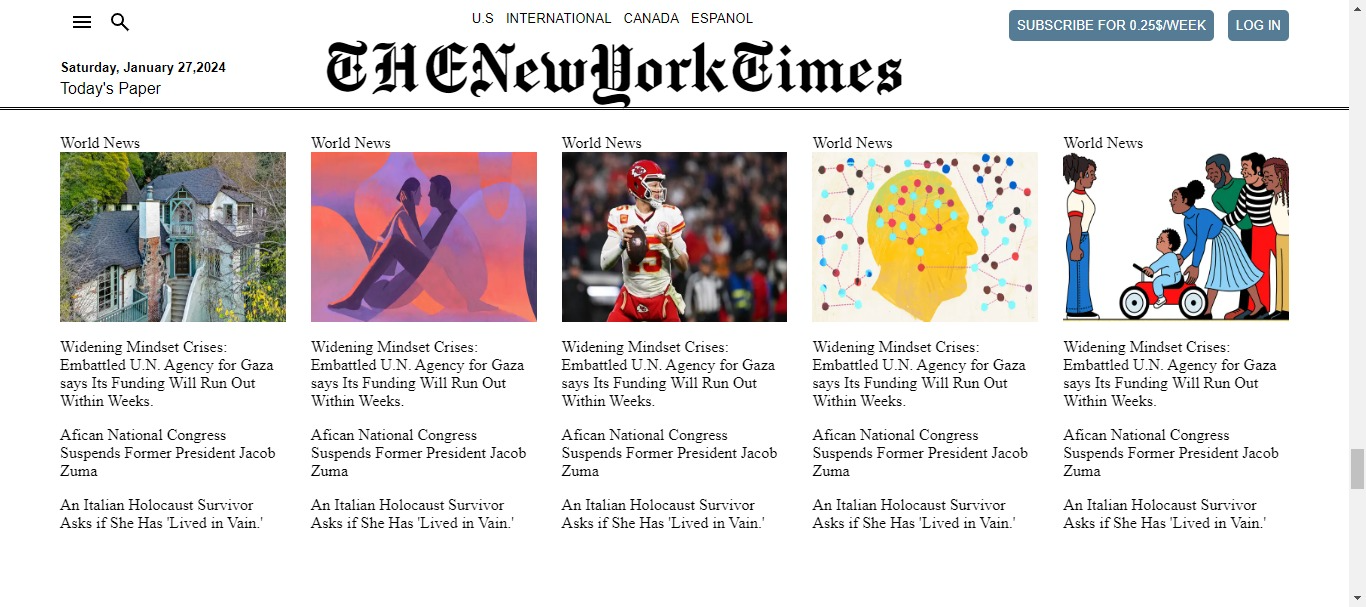 U.S INTERNATIONAL CANADA ESPANOL
SUBSCRIBE FOR 0.25$/WEEK
LOG IN
Saturday, January 27,2024
Today's Paper
THENewYorkTimes
World News
Widening Mindset Crises:
Embattled U.N. Agency for Gaza
says Its Funding Will Run Out
Within Weeks.
Afican National Congress
Suspends Former President Jacob
Zuma
An Italian Holocaust Survivor
Asks if She Has 'Lived in Vain.'
World News
Widening Mindset Crises:
Embattled U.N. Agency for Gaza
says Its Funding Will Run Out
Within Weeks.
Afican National Congress
Suspends Former President Jacob
Zuma
An Italian Holocaust Survivor
Asks if She Has 'Lived in Vain.'
World News
15
Widening Mindset Crises:
Embattled U.N. Agency for Gaza
says Its Funding Will Run Out
Within Weeks.
Afican National Congress
Suspends Former President Jacob
Zuma
An Italian Holocaust Survivor
Asks if She Has 'Lived in Vain.'
World News
Widening Mindset Crises:
Embattled U.N. Agency for Gaza
says Its Funding Will Run Out
Within Weeks.
Afican National Congress
Suspends Former President Jacob
Zuma
An Italian Holocaust Survivor
Asks if She Has 'Lived in Vain.'
World News
Widening Mindset Crises:
Embattled U.N. Agency for Gaza
says Its Funding Will Run Out
Within Weeks.
Afican National Congress
Suspends Former President Jacob
Zuma
An Italian Holocaust Survivor
Asks if She Has 'Lived in Vain.'